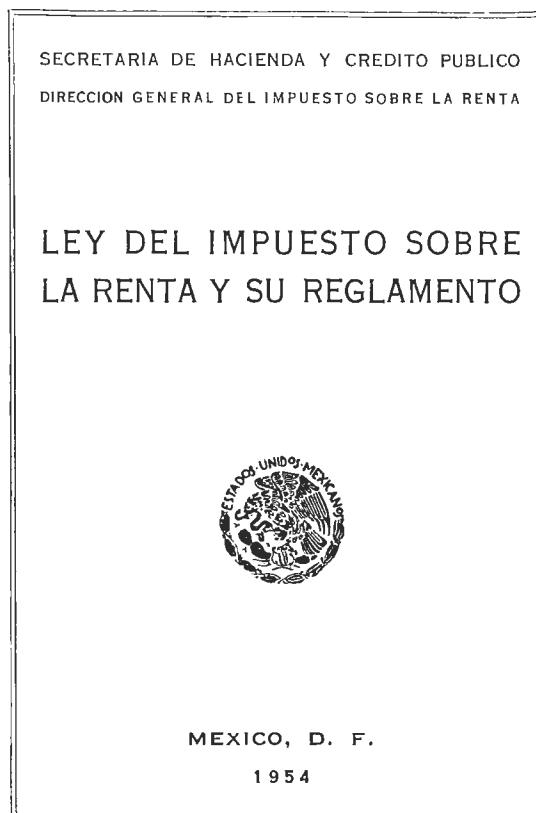 SECRETARIA DE HACIENDA Y CREDITO PUBLICO
DIRECCION GENERAL DEL IMPUESTO SOBRE LA RENTA
LEY DEL IMPUESTO SOBRE
LA RENTA Y SU REGLAMENTO
ESTADOS·UNIDOS·MEXICANOS
MEXICO, D. F.
1954